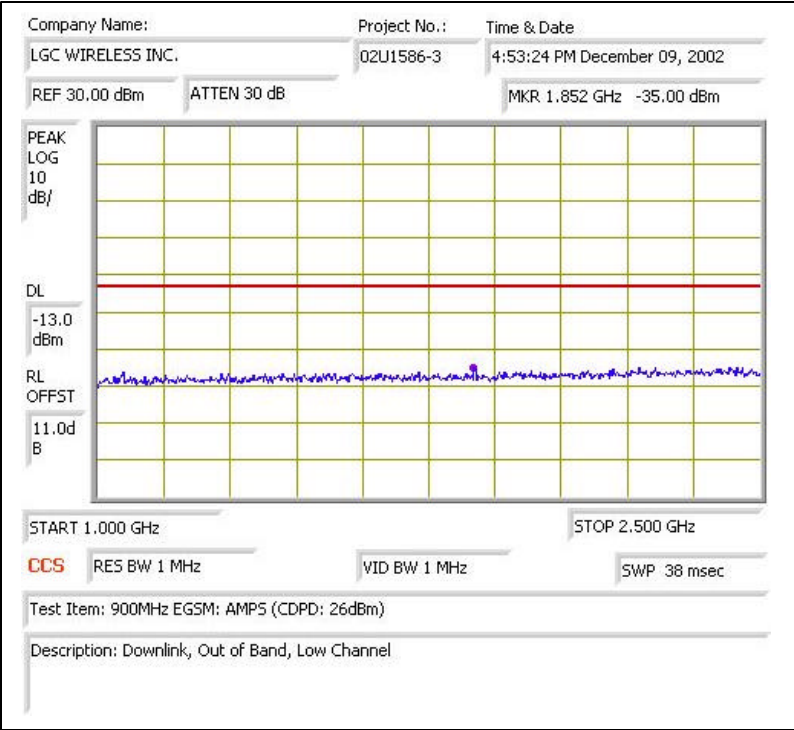 Company Name: Project No.: Time & Date
LGC WIRELESS INC. 02U1586-3 4:53:24 PM December 09, 2002
REF 30.00 dBm ATTEN 30 dB MKR 1.852 GHz -35.00 dBm
PEAK
LOG
10
dB/
DL
-13.0
dBm
RL
OFFST
11.0d
B
START 1.000 GHz STOP 2.500 GHz
CCS RES BW 1 MHz VID BW 1 MHz SWP 38 msec
Test Item: 900MHz EGSM: AMPS (CDPD: 26dBm)
Description: Downlink, Out of Band, Low Channel